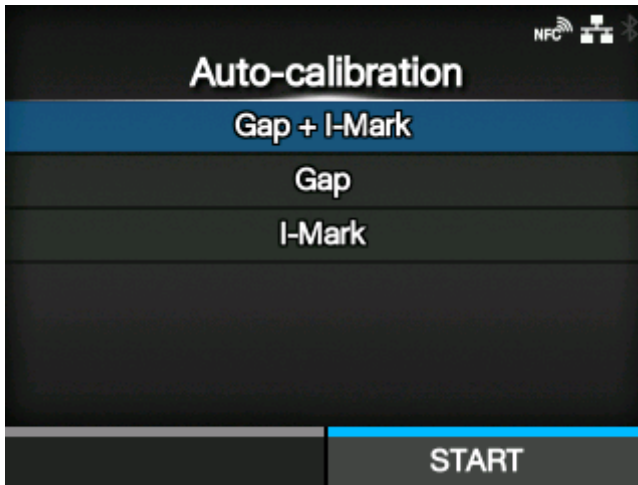 NFC
Auto-calibration
Gap + I-Mark
Gap
I-Mark
START